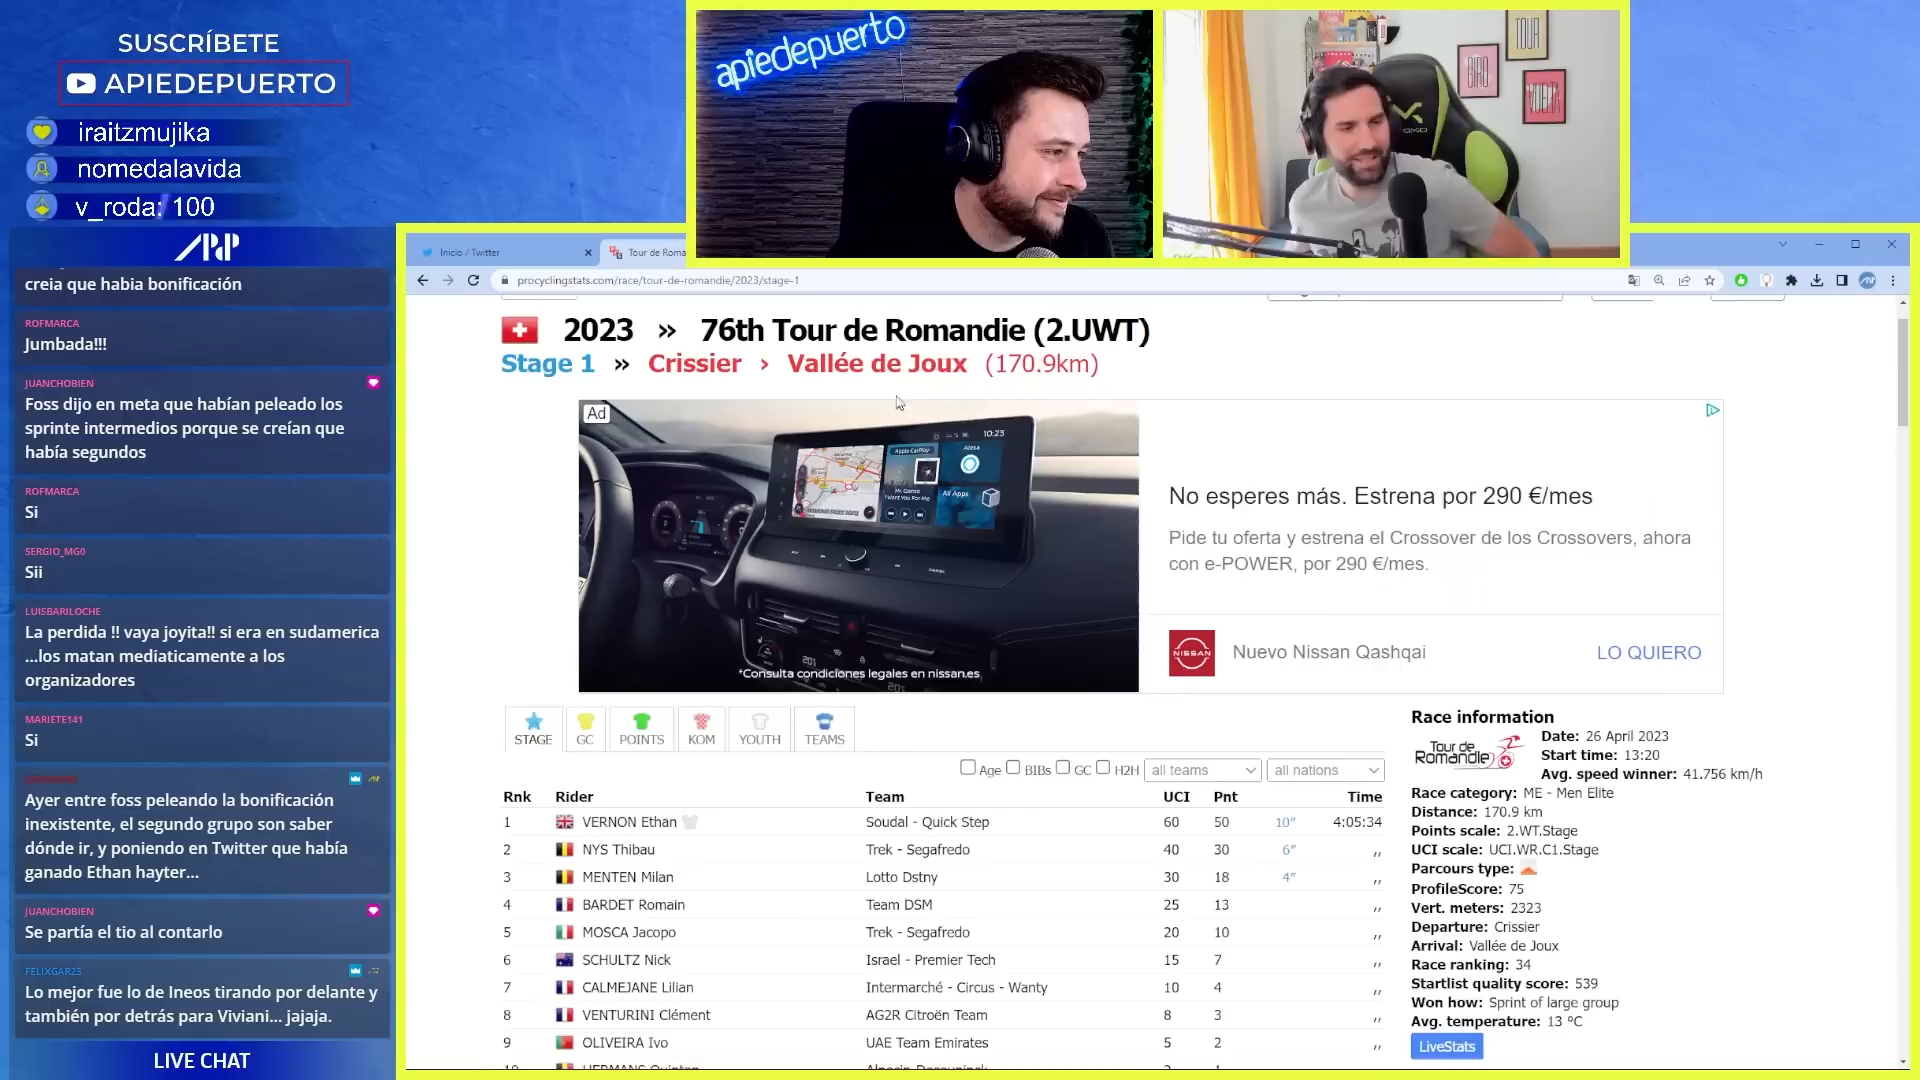 SUSCRÍBETE
APIEDEPUERTO
iraitzmujika
nomedalavida
v_roda: 100
creia que habia bonificación
ROFMARCA
Jumbada!!!
JUANCHOBIEN
Foss dijo en meta que habían peleado los
sprinte intermedios porque se creían que
había segundos
ROFMARCA
Si
SERGIO_MG0
Sii
LUISBARILOCHE
La perdida !! vaya joyita!! si era en sudamerica
...los matan mediaticamente a los
organizadores
MARIETE141
Si
Ayer entre foss peleando la bonificación
inexistente, el segundo grupo son saber
dónde ir, y poniendo en Twitter que había
ganado Ethan hayter...
JUANCHOBIEN
Se partía el tio al contarlo
FELIXGAR23
Lo mejor fue lo de Ineos tirando por delante y
también por detrás para Viviani... jajaja.
LIVE CHAT
apiedepuerto
TOUR
GIRO
VUELTA
Inicio / Twitter
Tour de Roma
procyclingstats.com/race/tour-de-romandie/2023/stage-1
2023 » 76th Tour de Romandie (2.UWT)
Stage 1 » Crissier › Vallée de Joux (170.9km)
Ad
10:23
Apple CarPlay
Alexa
All Apps
*Consulta condiciones legales en nissan.es
No esperes más. Estrena por 290 €/mes
Pide tu oferta y estrena el Crossover de los Crossovers, ahora
con e-POWER, por 290 €/mes.
NISSAN
Nuevo Nissan Qashqai
LO QUIERO
STAGE GC POINTS KOM YOUTH TEAMS
Age BIBs GC H2H all teams all nations
Rnk Rider Team UCI Pnt Time
1 VERNON Ethan Soudal - Quick Step 60 50 10″ 4:05:34
2 NYS Thibau Trek - Segafredo 40 30 6″ ,,
3 MENTEN Milan Lotto Dstny 30 18 4″ ,,
4 BARDET Romain Team DSM 25 13 ,,
5 MOSCA Jacopo Trek - Segafredo 20 10 ,,
6 SCHULTZ Nick Israel - Premier Tech 15 7 ,,
7 CALMEJANE Lilian Intermarché - Circus - Wanty 10 4 ,,
8 VENTURINI Clément AG2R Citroën Team 8 3 ,,
9 OLIVEIRA Ivo UAE Team Emirates 5 2 ,,
Race information
Tour de Romandie
Date: 26 April 2023
Start time: 13:20
Avg. speed winner: 41.756 km/h
Race category: ME - Men Elite
Distance: 170.9 km
Points scale: 2.WT.Stage
UCI scale: UCI.WR.C1.Stage
Parcours type:
ProfileScore: 75
Vert. meters: 2323
Departure: Crissier
Arrival: Vallée de Joux
Race ranking: 34
Startlist quality score: 539
Won how: Sprint of large group
Avg. temperature: 13 °C
LiveStats